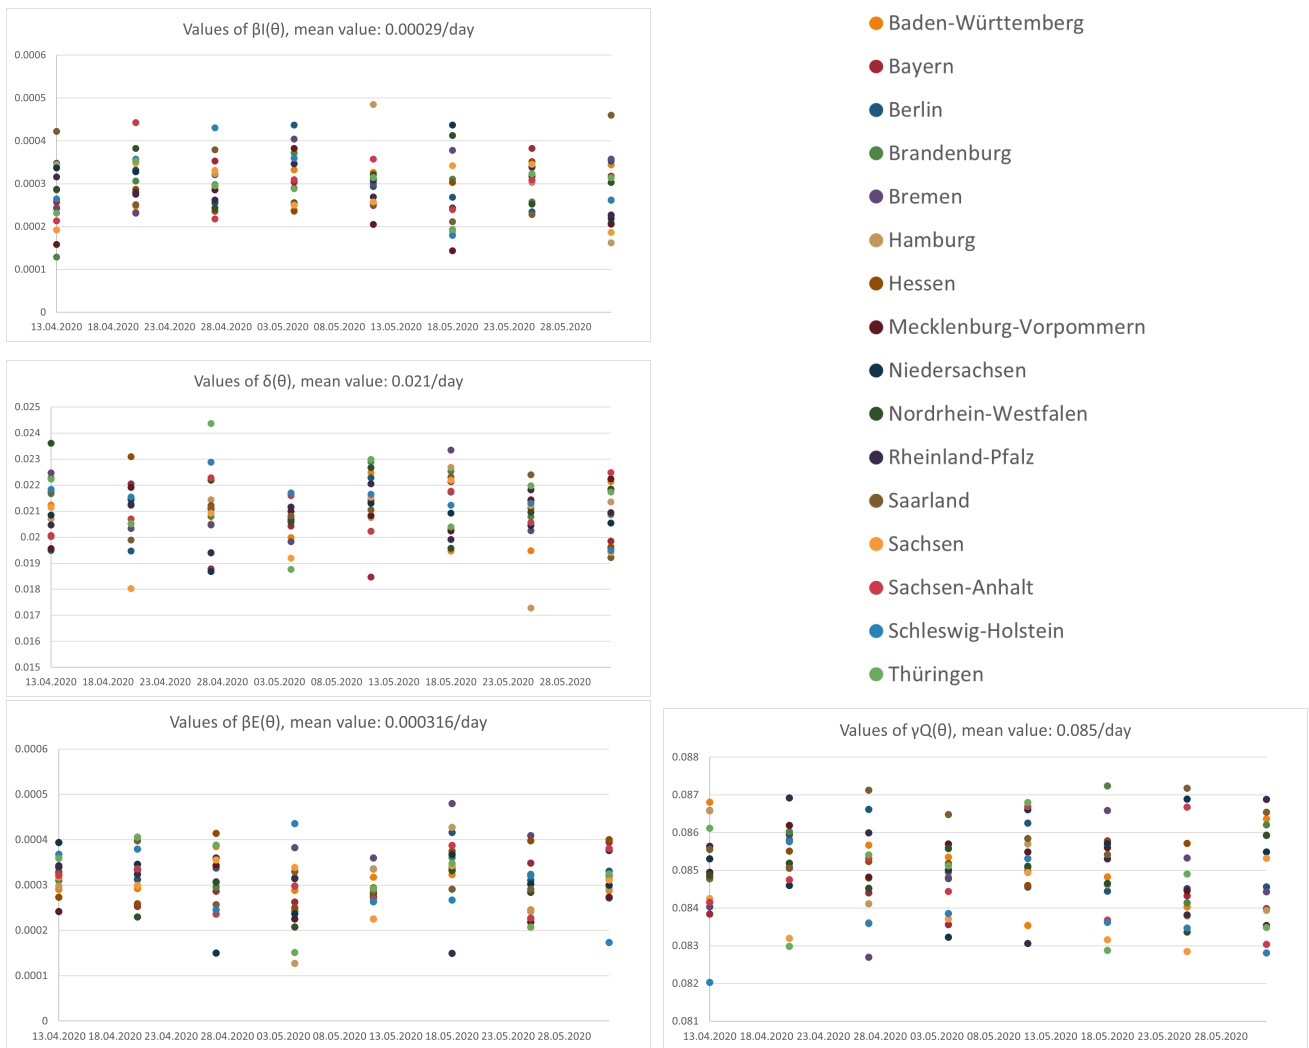 Values of βI(θ), mean value: 0.00029/day
0.0006
0.0005
0.0004
0.0003
0.0002
0.0001
0
13.04.2020 18.04.2020 23.04.2020 28.04.2020 03.05.2020 08.05.2020 13.05.2020 18.05.2020 23.05.2020 28.05.2020
Baden-Württemberg
Bayern
Berlin
Brandenburg
Bremen
Hamburg
Hessen
Mecklenburg-Vorpommern
Niedersachsen
Nordrhein-Westfalen
Rheinland-Pfalz
Saarland
Sachsen
Sachsen-Anhalt
Schleswig-Holstein
Thüringen
Values of δ(θ), mean value: 0.021/day
0.025
0.024
0.023
0.022
0.021
0.02
0.019
0.018
0.017
0.016
0.015
13.04.2020 18.04.2020 23.04.2020 28.04.2020 03.05.2020 08.05.2020 13.05.2020 18.05.2020 23.05.2020 28.05.2020
Values of βE(θ), mean value: 0.000316/day
0.0006
0.0005
0.0004
0.0003
0.0002
0.0001
0
13.04.2020 18.04.2020 23.04.2020 28.04.2020 03.05.2020 08.05.2020 13.05.2020 18.05.2020 23.05.2020 28.05.2020
Values of γQ(θ), mean value: 0.085/day
0.088
0.087
0.086
0.085
0.084
0.083
0.082
0.081
13.04.2020 18.04.2020 23.04.2020 28.04.2020 03.05.2020 08.05.2020 13.05.2020 18.05.2020 23.05.2020 28.05.2020